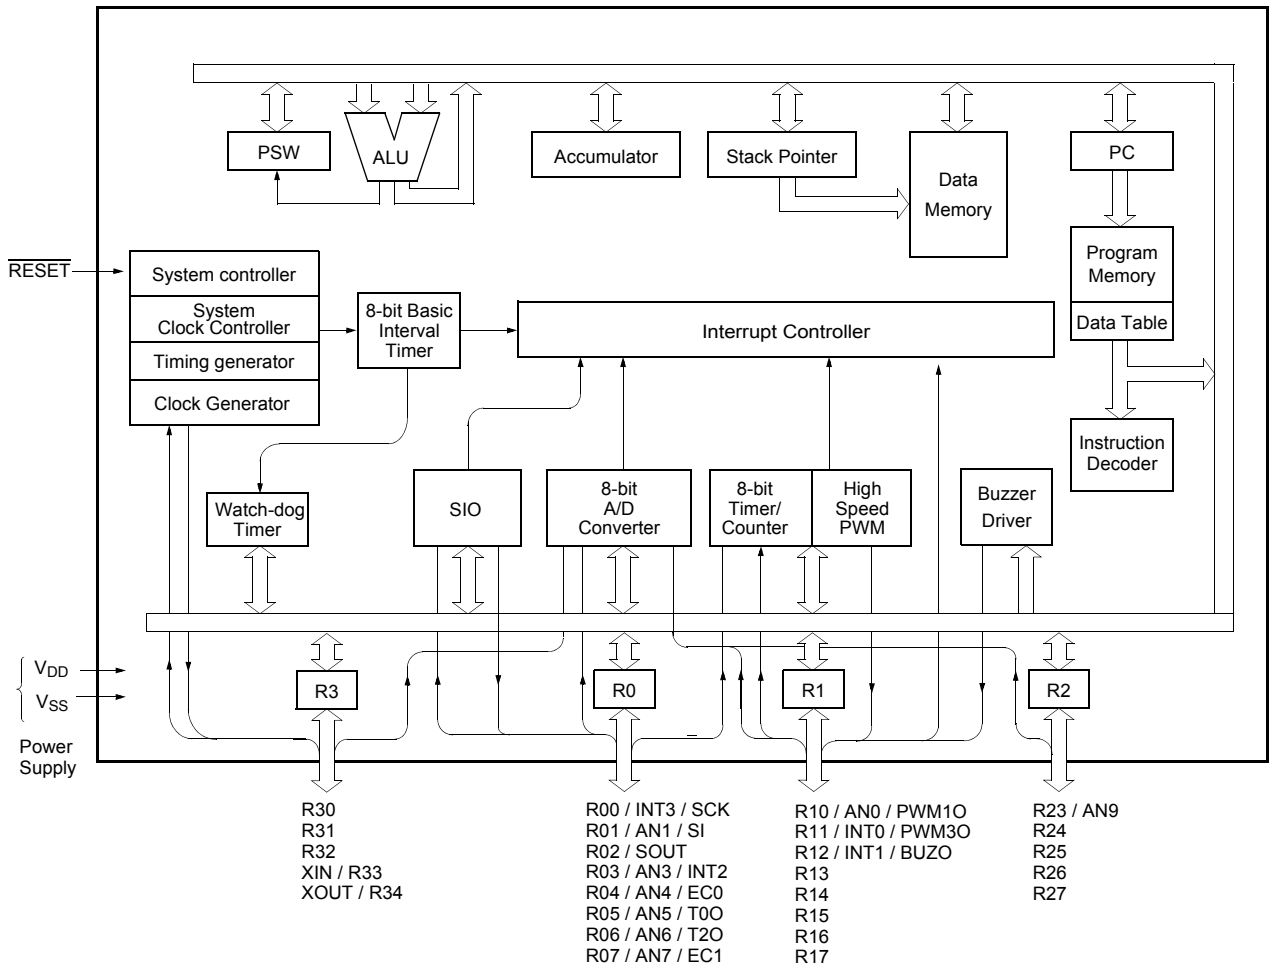 PSW
ALU
Accumulator
Stack Pointer
Data
Memory
PC
Program
Memory
Data Table
Instruction
Decoder
RESET
System controller
System
Clock Controller
Timing generator
Clock Generator
8-bit Basic
Interval
Timer
Interrupt Controller
Watch-dog
Timer
SIO
8-bit
A/D
Converter
8-bit
Timer/
Counter
High
Speed
PWM
Buzzer
Driver
VDD
VSS
Power
Supply
R3
R0
R1
R2
R30
R31
R32
XIN / R33
XOUT / R34
R00 / INT3 / SCK
R01 / AN1 / SI
R02 / SOUT
R03 / AN3 / INT2
R04 / AN4 / EC0
R05 / AN5 / T0O
R06 / AN6 / T2O
R07 / AN7 / EC1
R10 / AN0 / PWM1O
R11 / INT0 / PWM3O
R12 / INT1 / BUZO
R13
R14
R15
R16
R17
R23 / AN9
R24
R25
R26
R27